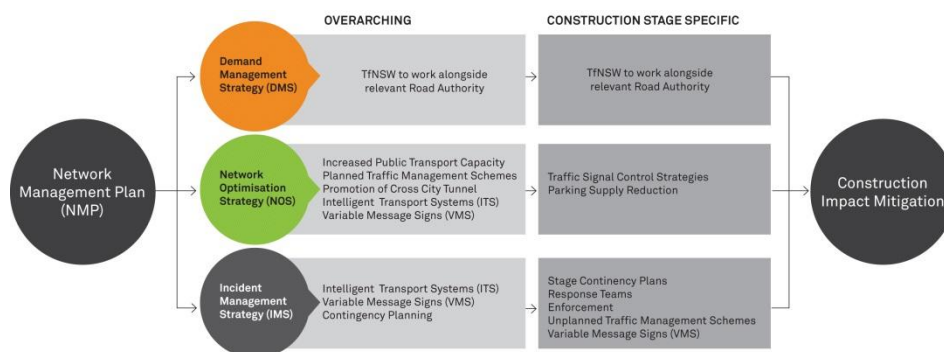 OVERARCHING
CONSTRUCTION STAGE SPECIFIC
Network
Management Plan
(NMP)
Demand
Management
Strategy (DMS)
TfNSW to work alongside
relevant Road Authority
TfNSW to work alongside
relevant Road Authority
Network
Optimisation
Strategy (NOS)
Increased Public Transport Capacity
Planned Traffic Management Schemes
Promotion of Cross City Tunnel
Intelligent Transport Systems (ITS)
Variable Message Signs (VMS)
Traffic Signal Control Strategies
Parking Supply Reduction
Incident
Management
Strategy (IMS)
Intelligent Transport Systems (ITS)
Variable Message Signs (VMS)
Contingency Planning
Stage Continency Plans
Response Teams
Enforcement
Unplanned Traffic Management Schemes
Variable Message Signs (VMS)
Construction
Impact Mitigation